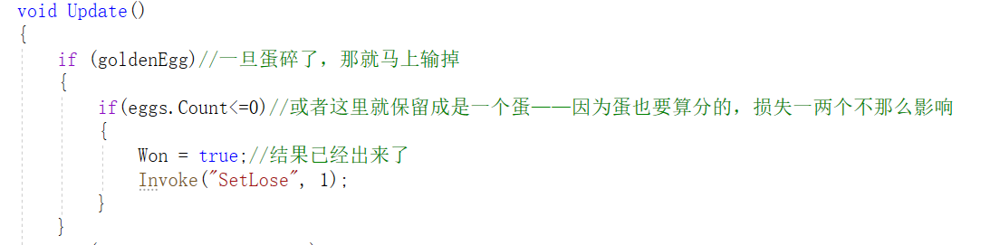 void Update()
{
if (goldenEgg)//一旦蛋碎了，那就马上输掉
{
if(eggs.Count<=0)//或者这里就保留成是一个蛋——因为蛋也要算分的，损失一两个不那么影响
{
Won = true;//结果已经出来了
Invoke("SetLose", 1);
}
}